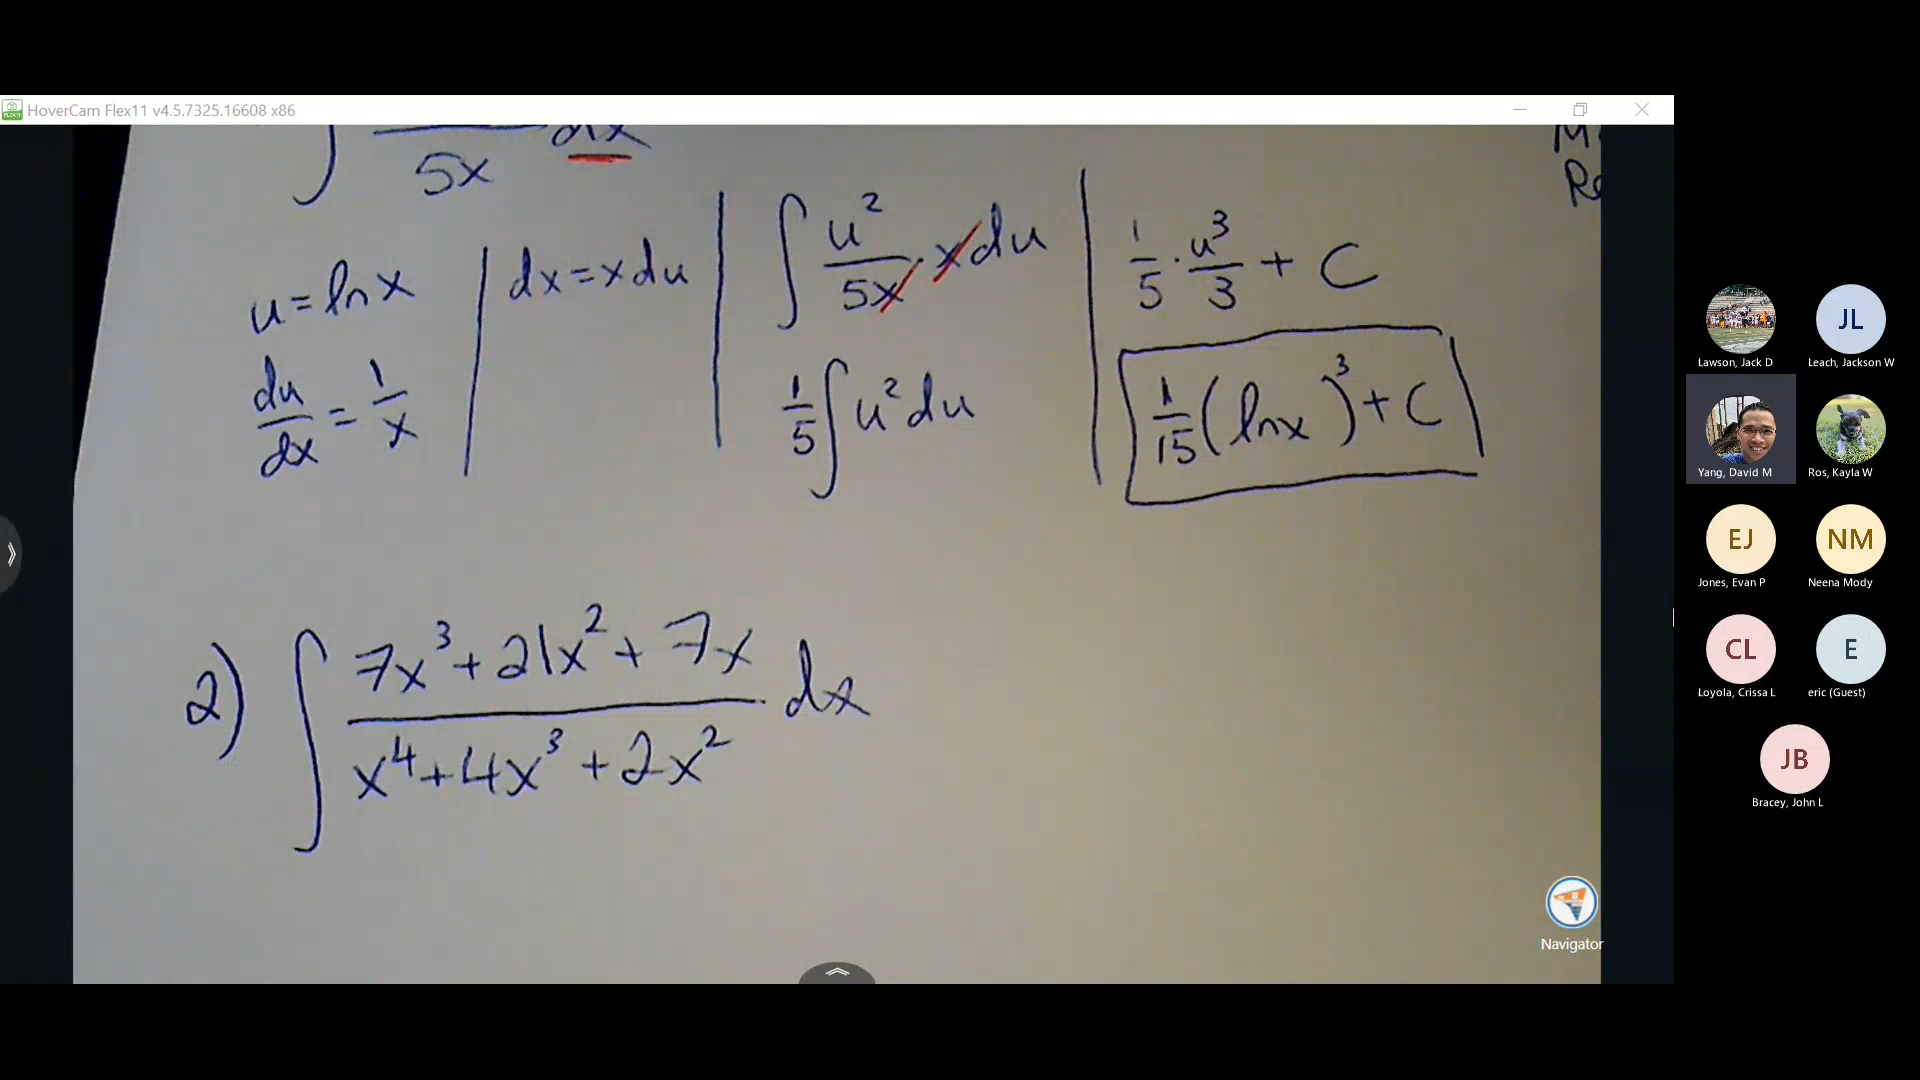 HoverCam Flex11 v4.5.7325.16608 x86
∫ 5x dx
u = ln x
du/dx = 1/x
dx = x du
∫ u²/5x · x du
1/5 ∫ u² du
1/5 · u³/3 + C
1/15 (ln x)³ + C
2) ∫ 7x³ + 21x² + 7x / x⁴ + 4x³ + 2x² dx
Navigator
Lawson, Jack D
JL
Leach, Jackson W
Yang, David M
Ros, Kayla W
EJ
Jones, Evan P
NM
Neena Mody
CL
Loyola, Crissa L
E
eric (Guest)
JB
Bracey, John L